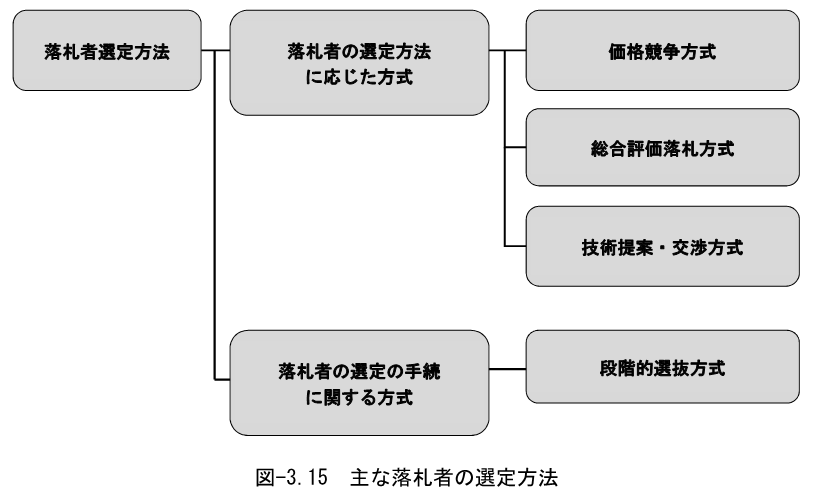 落札者選定方法
落札者の選定方法
に応じた方式
価格競争方式
総合評価落札方式
技術提案・交渉方式
落札者の選定の手続
に関する方式
段階的選抜方式
図-3.15　主な落札者の選定方法